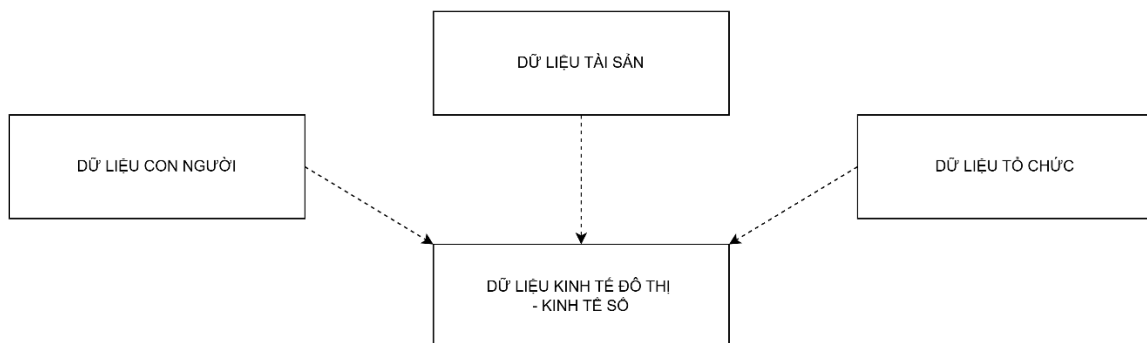 DỮ LIỆU TÀI SẢN
DỮ LIỆU CON NGƯỜI
DỮ LIỆU TỔ CHỨC
DỮ LIỆU KINH TẾ ĐÔ THỊ
- KINH TẾ SỐ